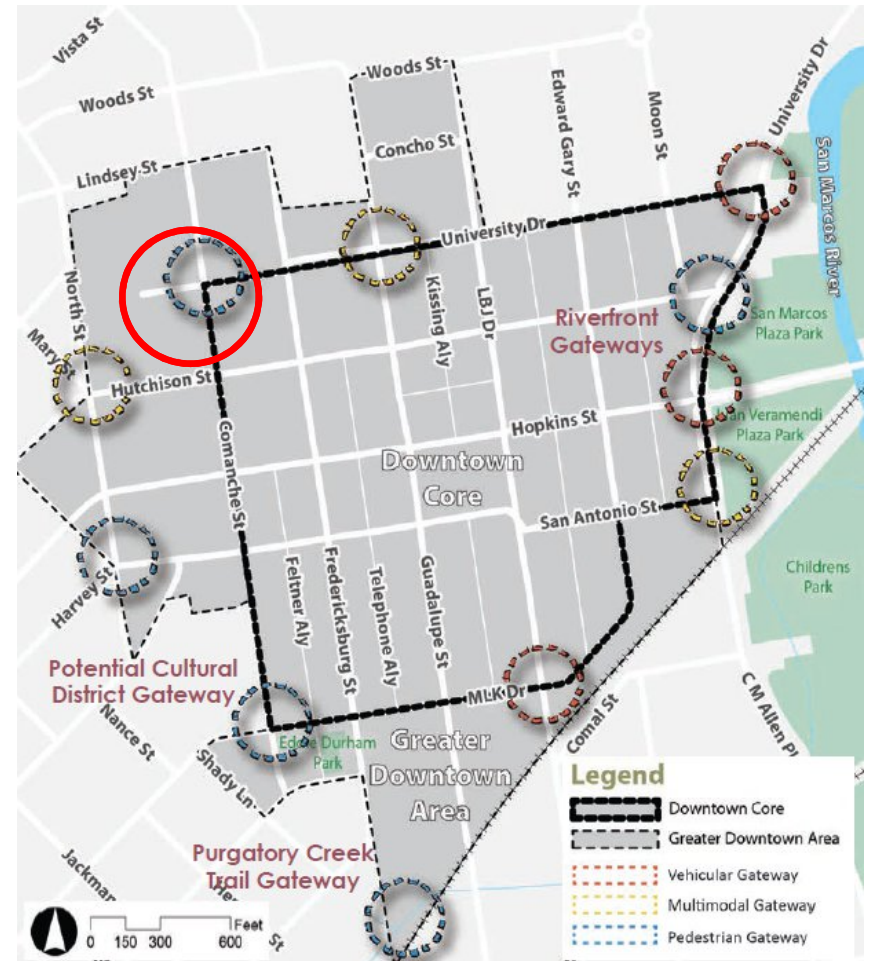 Vista St
Woods St
Woods St
Concho St
Lindsey St
Edward Gary St
Moon St
University Dr
San Marcos River
University Dr
North St
Kissing Aly
LBJ Dr
Riverfront
Gateways
San Marcos
Plaza Park
Mary St
Hutchison St
Comanche St
Hopkins St
Veramendi
Plaza Park
Downtown
Core
San Antonio St
Harvey St
Feltner Aly
Fredericksburg St
Telephone Aly
Guadalupe St
Childrens
Park
Potential Cultural
District Gateway
Nance St
Shady Ln
MLK Dr
Comal St
C M Allen
Eddie Durham
Park
Greater
Downtown
Area
Purgatory Creek
Trail Gateway
Jackman
St
Legend
Downtown Core
Greater Downtown Area
Vehicular Gateway
Multimodal Gateway
Pedestrian Gateway
Feet
0 150 300 600